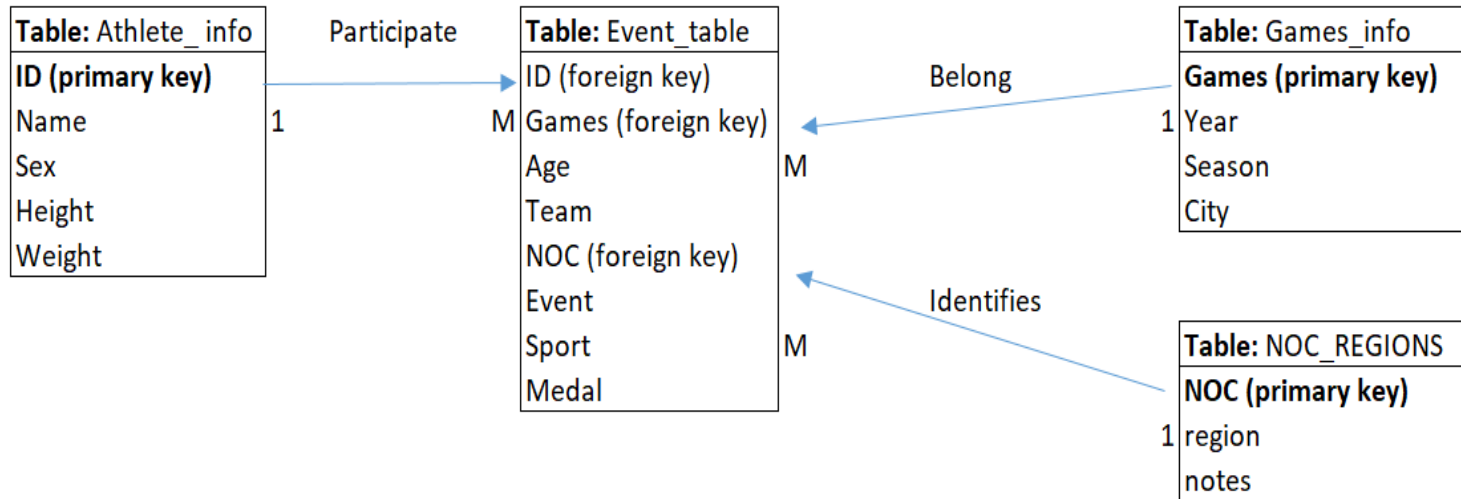 Table: Athlete_ info
ID (primary key)
Name
Sex
Height
Weight
Participate
1
M
Table: Event_table
ID (foreign key)
Games (foreign key)
Age
Team
NOC (foreign key)
Event
Sport
Medal
Belong
1
M
Table: Games_info
Games (primary key)
Year
Season
City
Identifies
M
1
Table: NOC_REGIONS
NOC (primary key)
region
notes